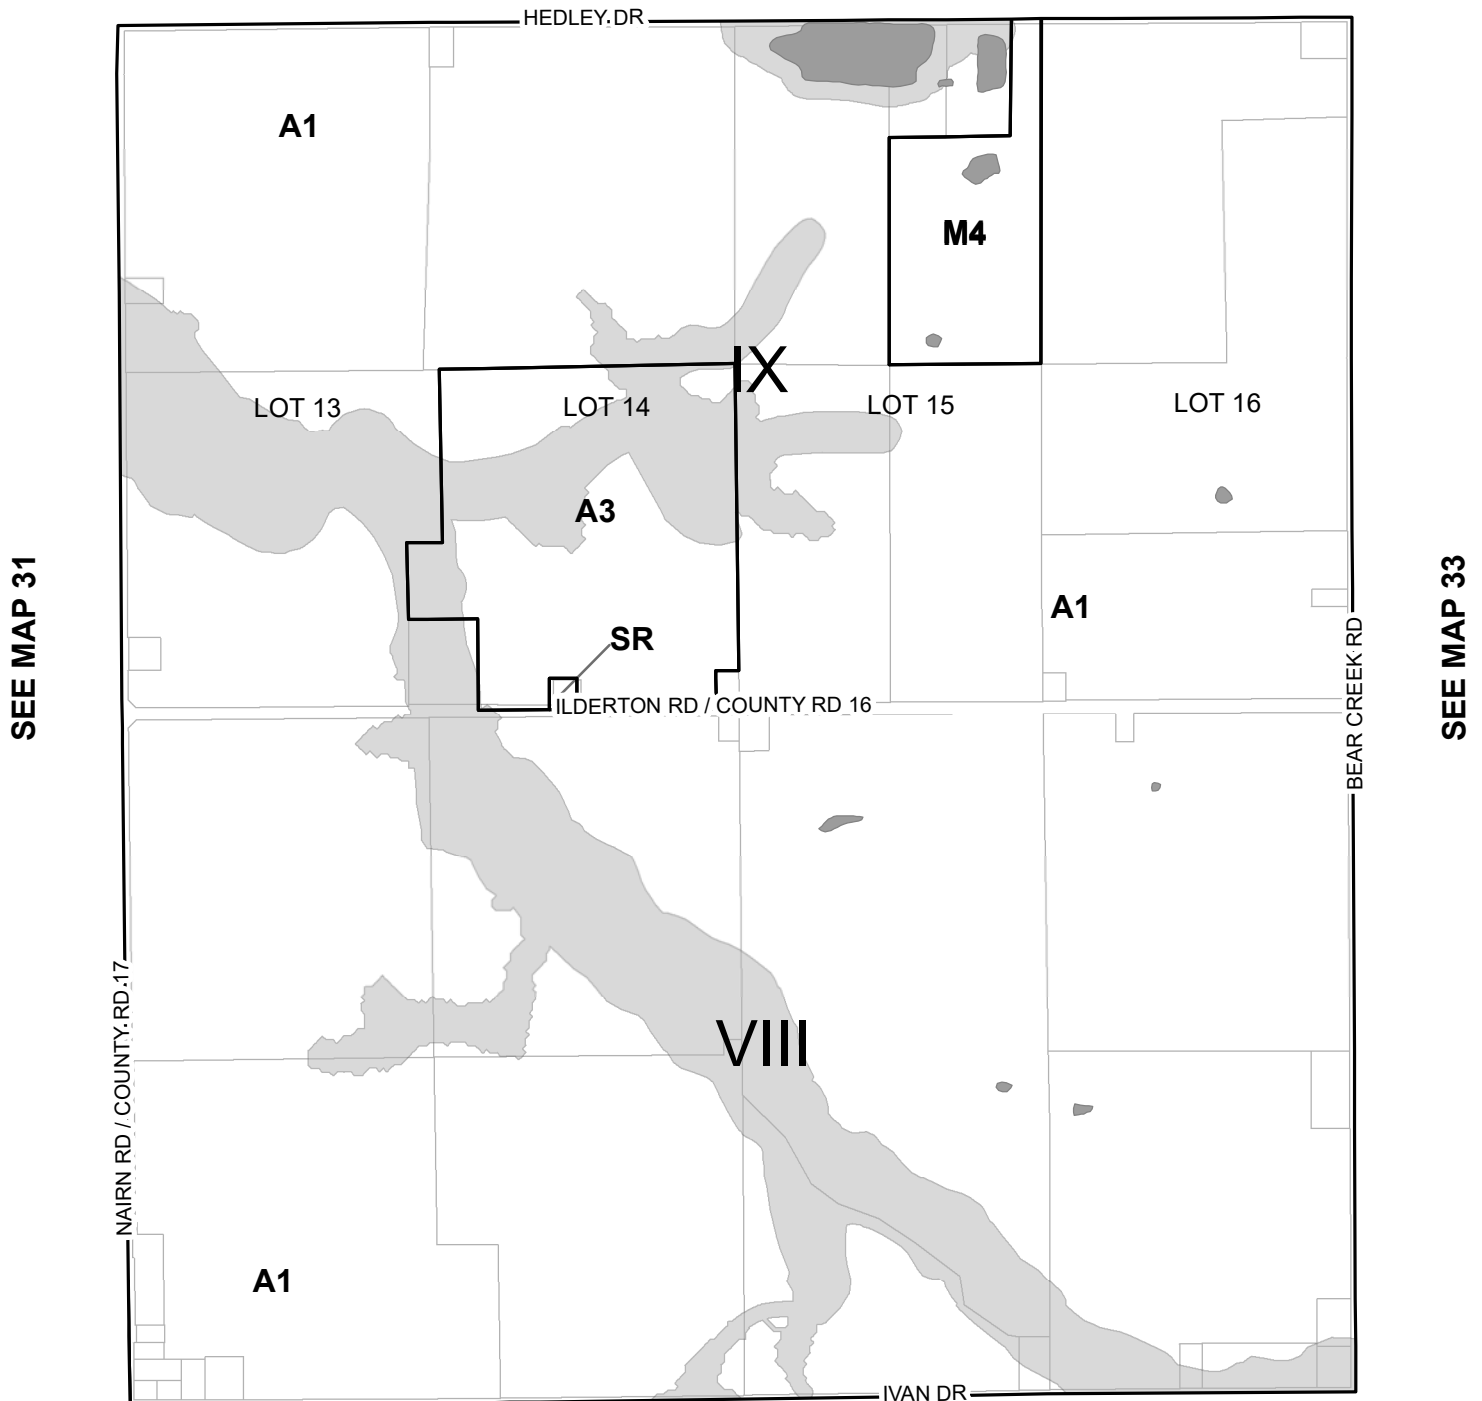 HEDLEY DR
A1
M4
IX
LOT 13
LOT 14
LOT 15
LOT 16
A3
SEE MAP 31
SEE MAP 33
A1
SR
ILDERTON RD / COUNTY RD 16
BEAR CREEK RD
NAIRN RD / COUNTY RD 17
VIII
A1
IVAN DR